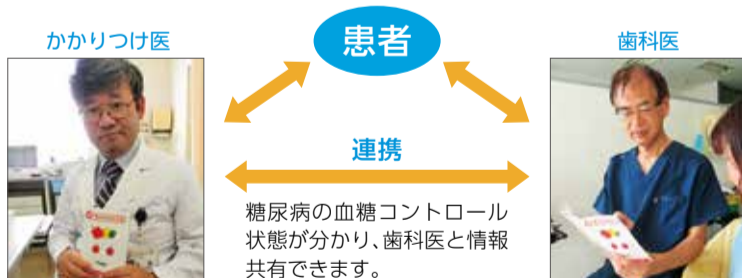 患者
かかりつけ医
歯科医
連携
糖尿病の血糖コントロール
状態が分かり、歯科医と情報
共有できます。